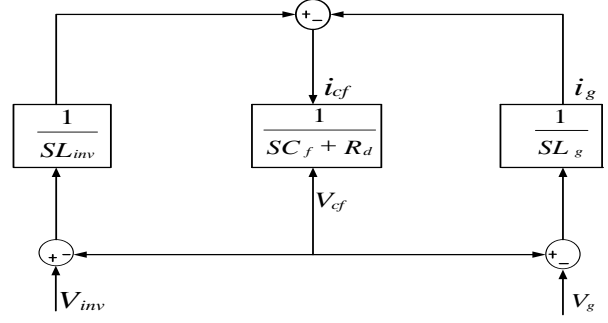 + -
i_cf
i_g
1
SL_inv
1
SC_f + R_d
1
SL_g
V_cf
+ -
+ -
V_inv
V_g